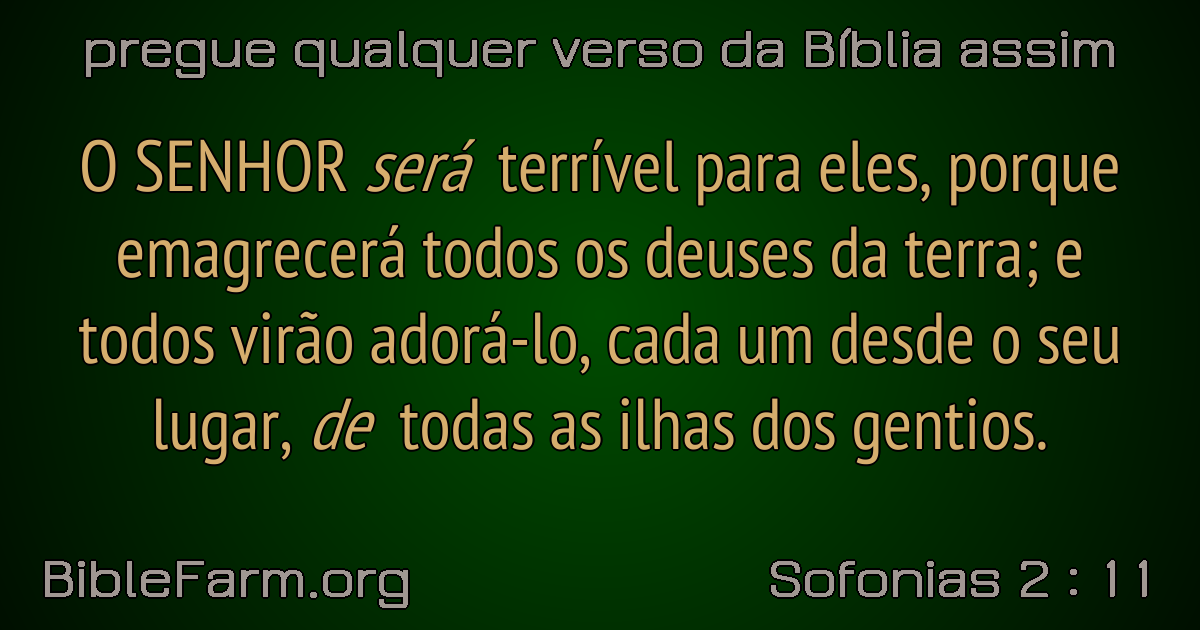 pregue qualquer verso da Bíblia assim
O SENHOR será terrível para eles, porque
emagrecerá todos os deuses da terra; e
todos virão adorá-lo, cada um desde o seu
lugar, de todas as ilhas dos gentios.
BibleFarm.org
Sofonias 2 : 11